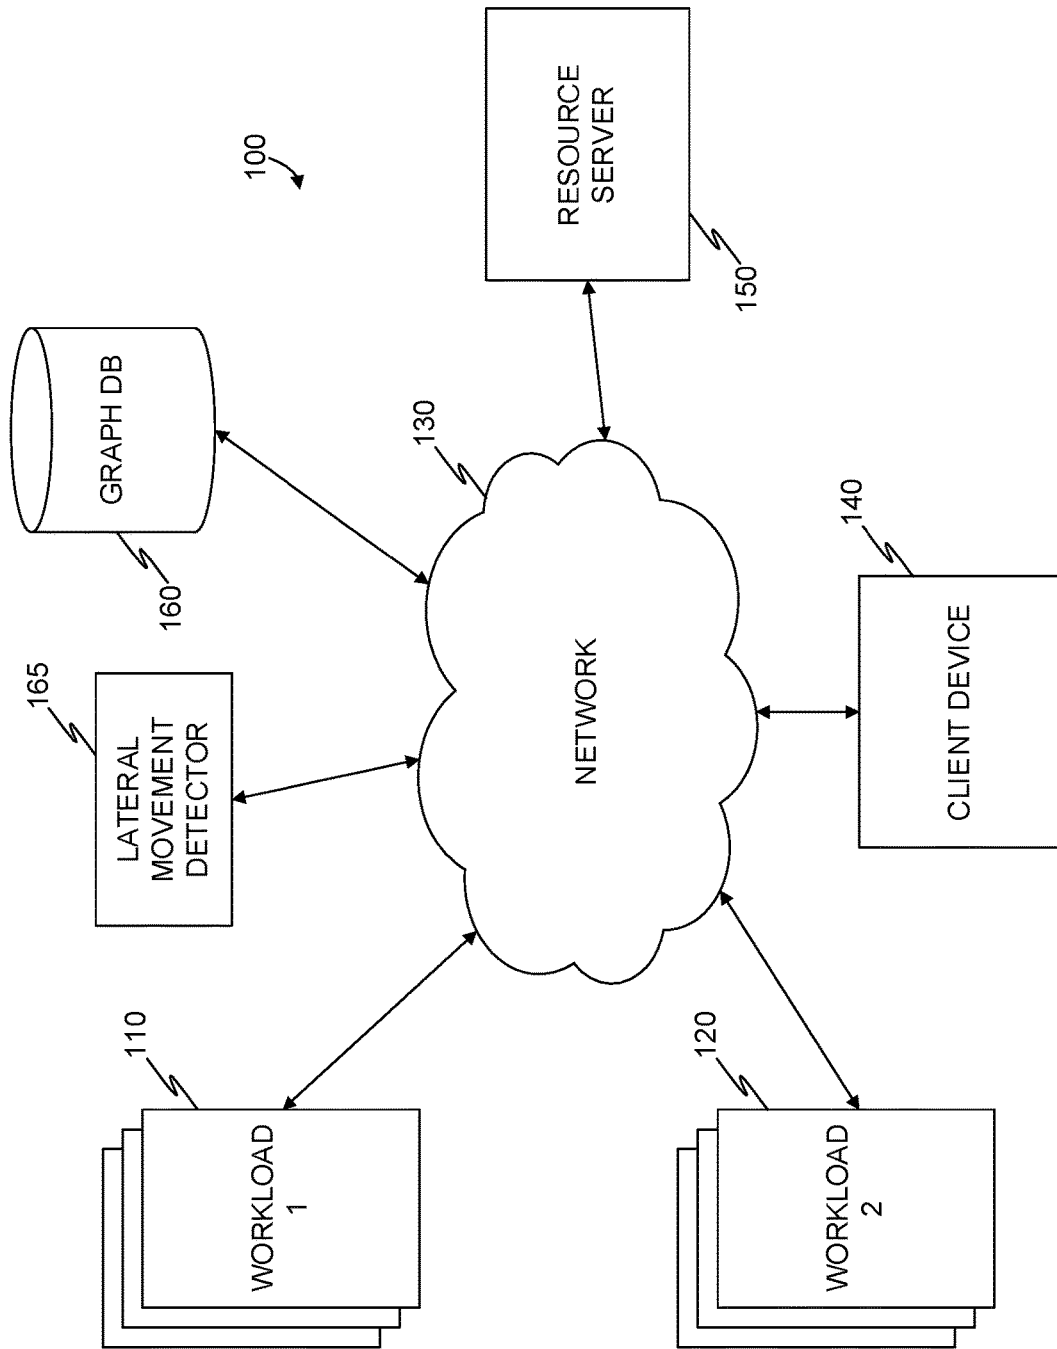 100
110
WORKLOAD
1
165
LATERAL
MOVEMENT
DETECTOR
160
GRAPH DB
130
NETWORK
RESOURCE
SERVER
150
120
WORKLOAD
2
140
CLIENT DEVICE